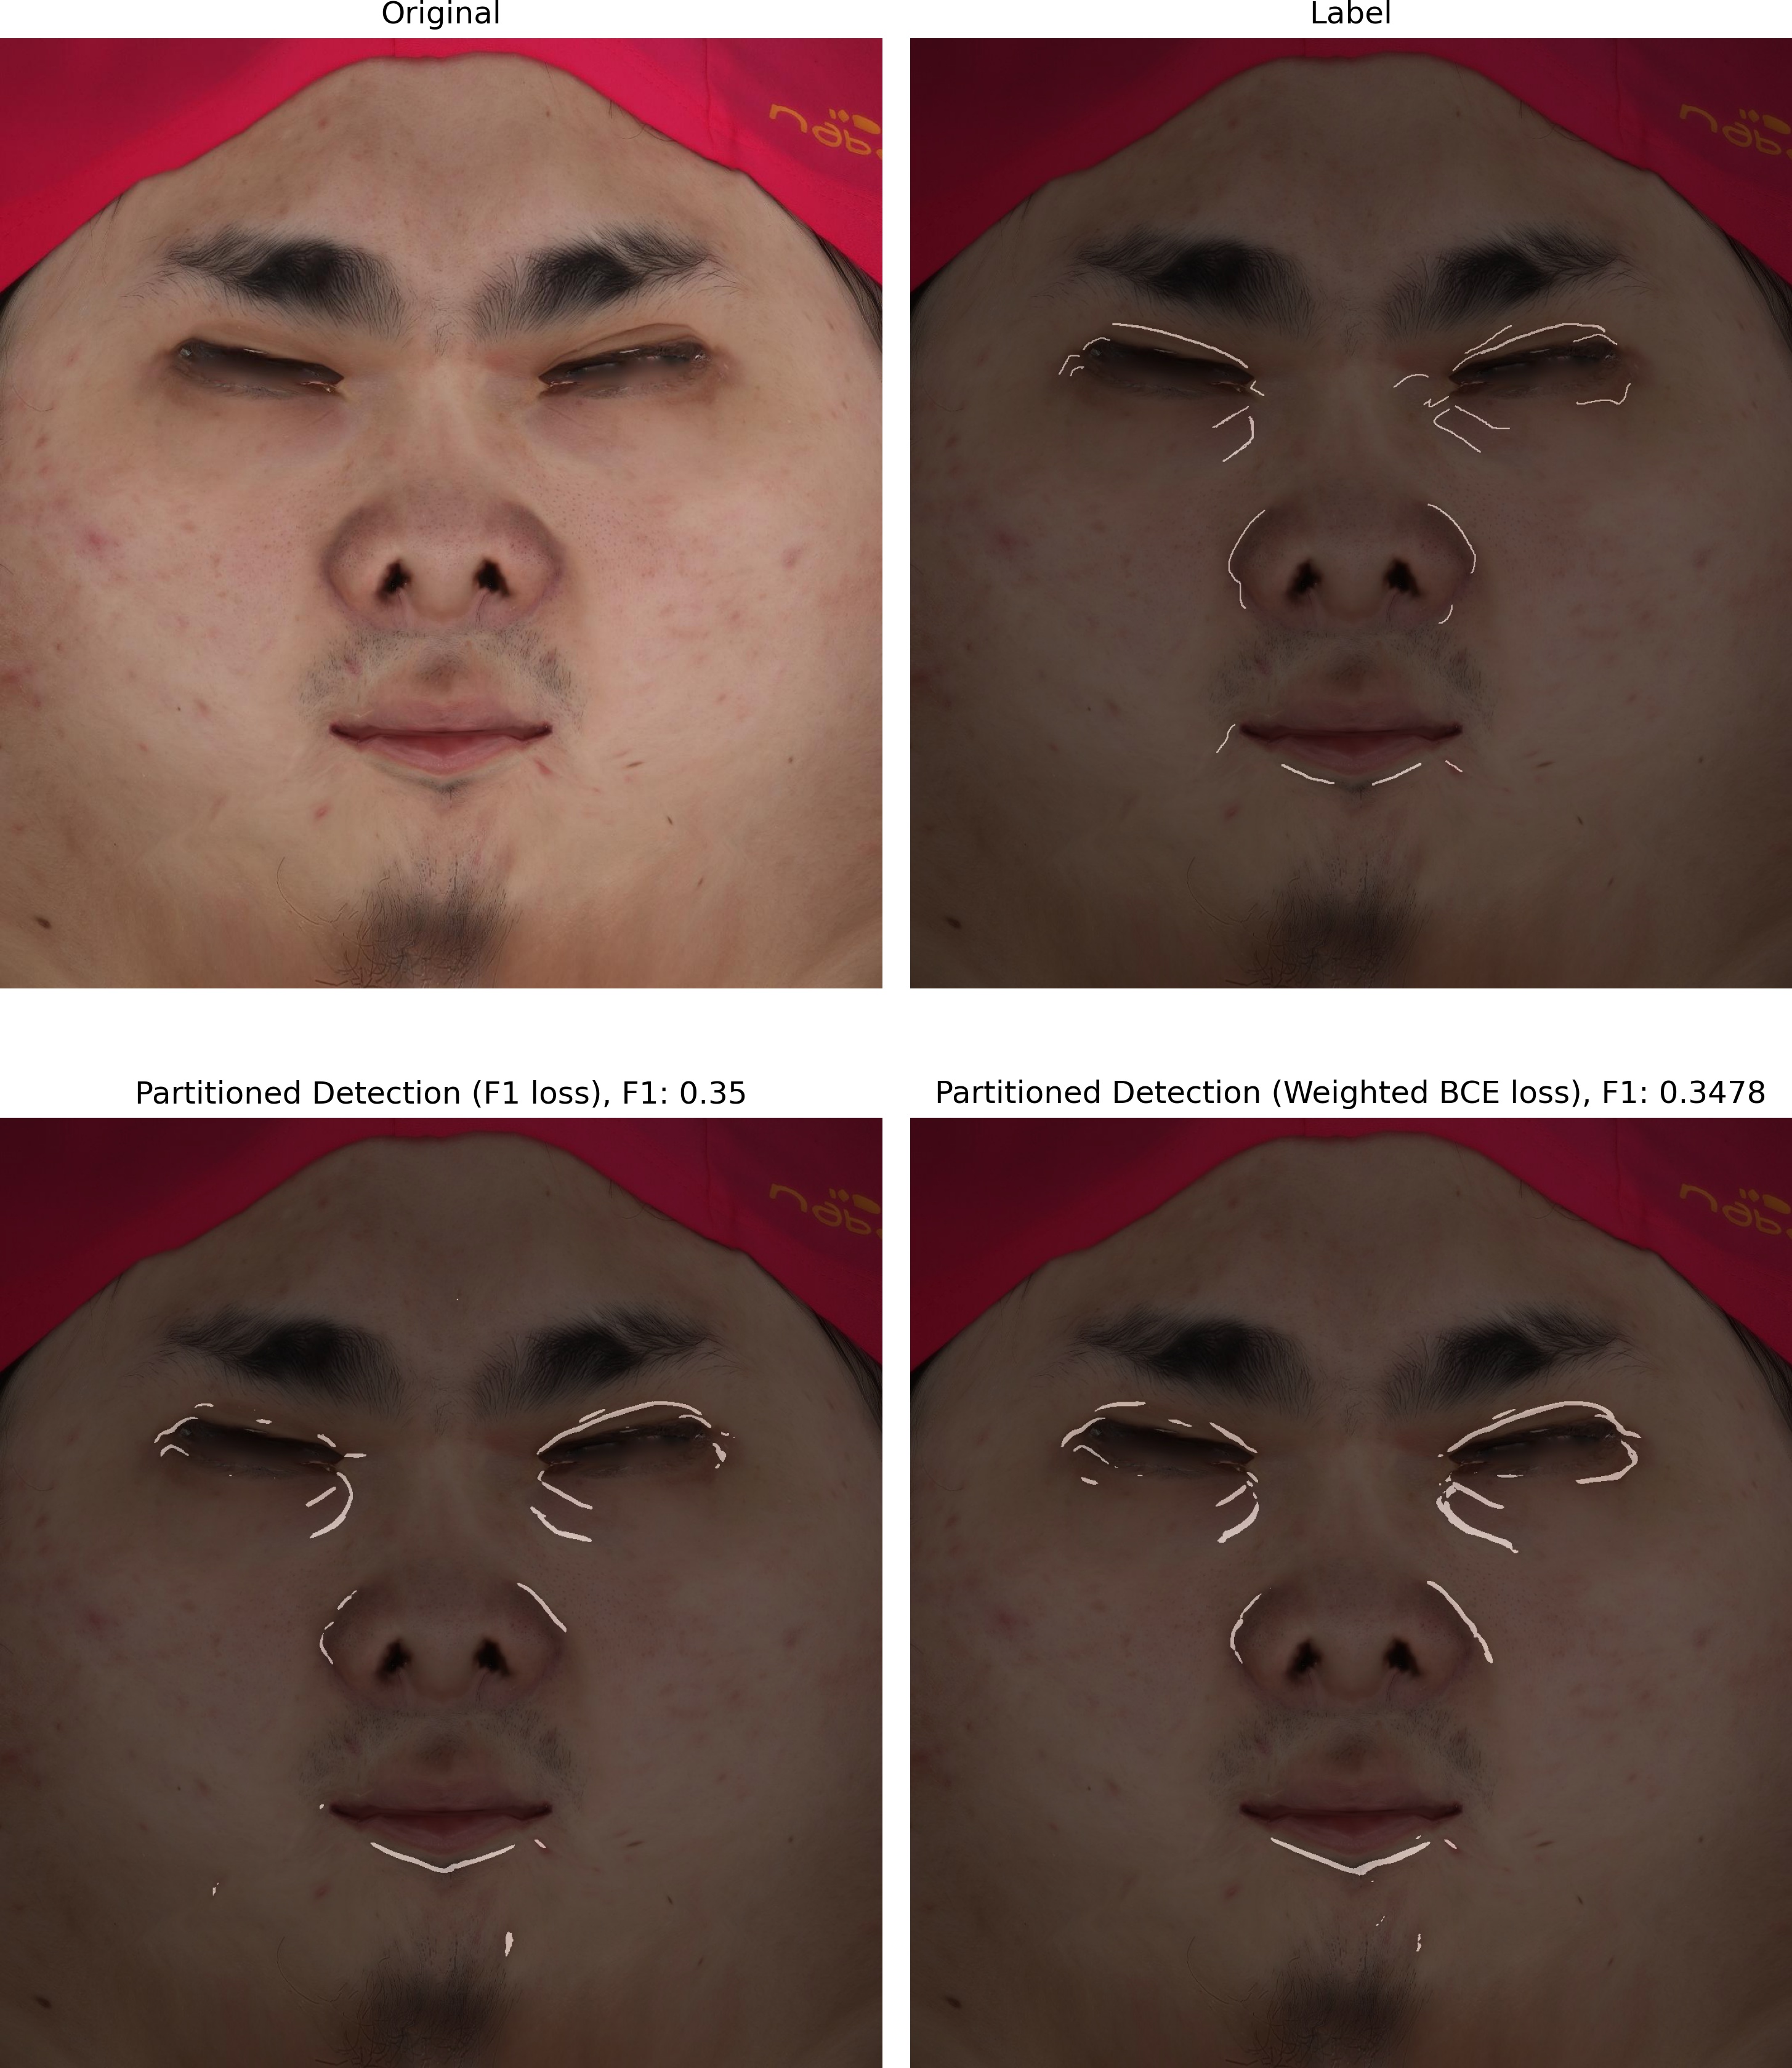 Original
Label
Partitioned Detection (F1 loss), F1: 0.35
Partitioned Detection (Weighted BCE loss), F1: 0.3478